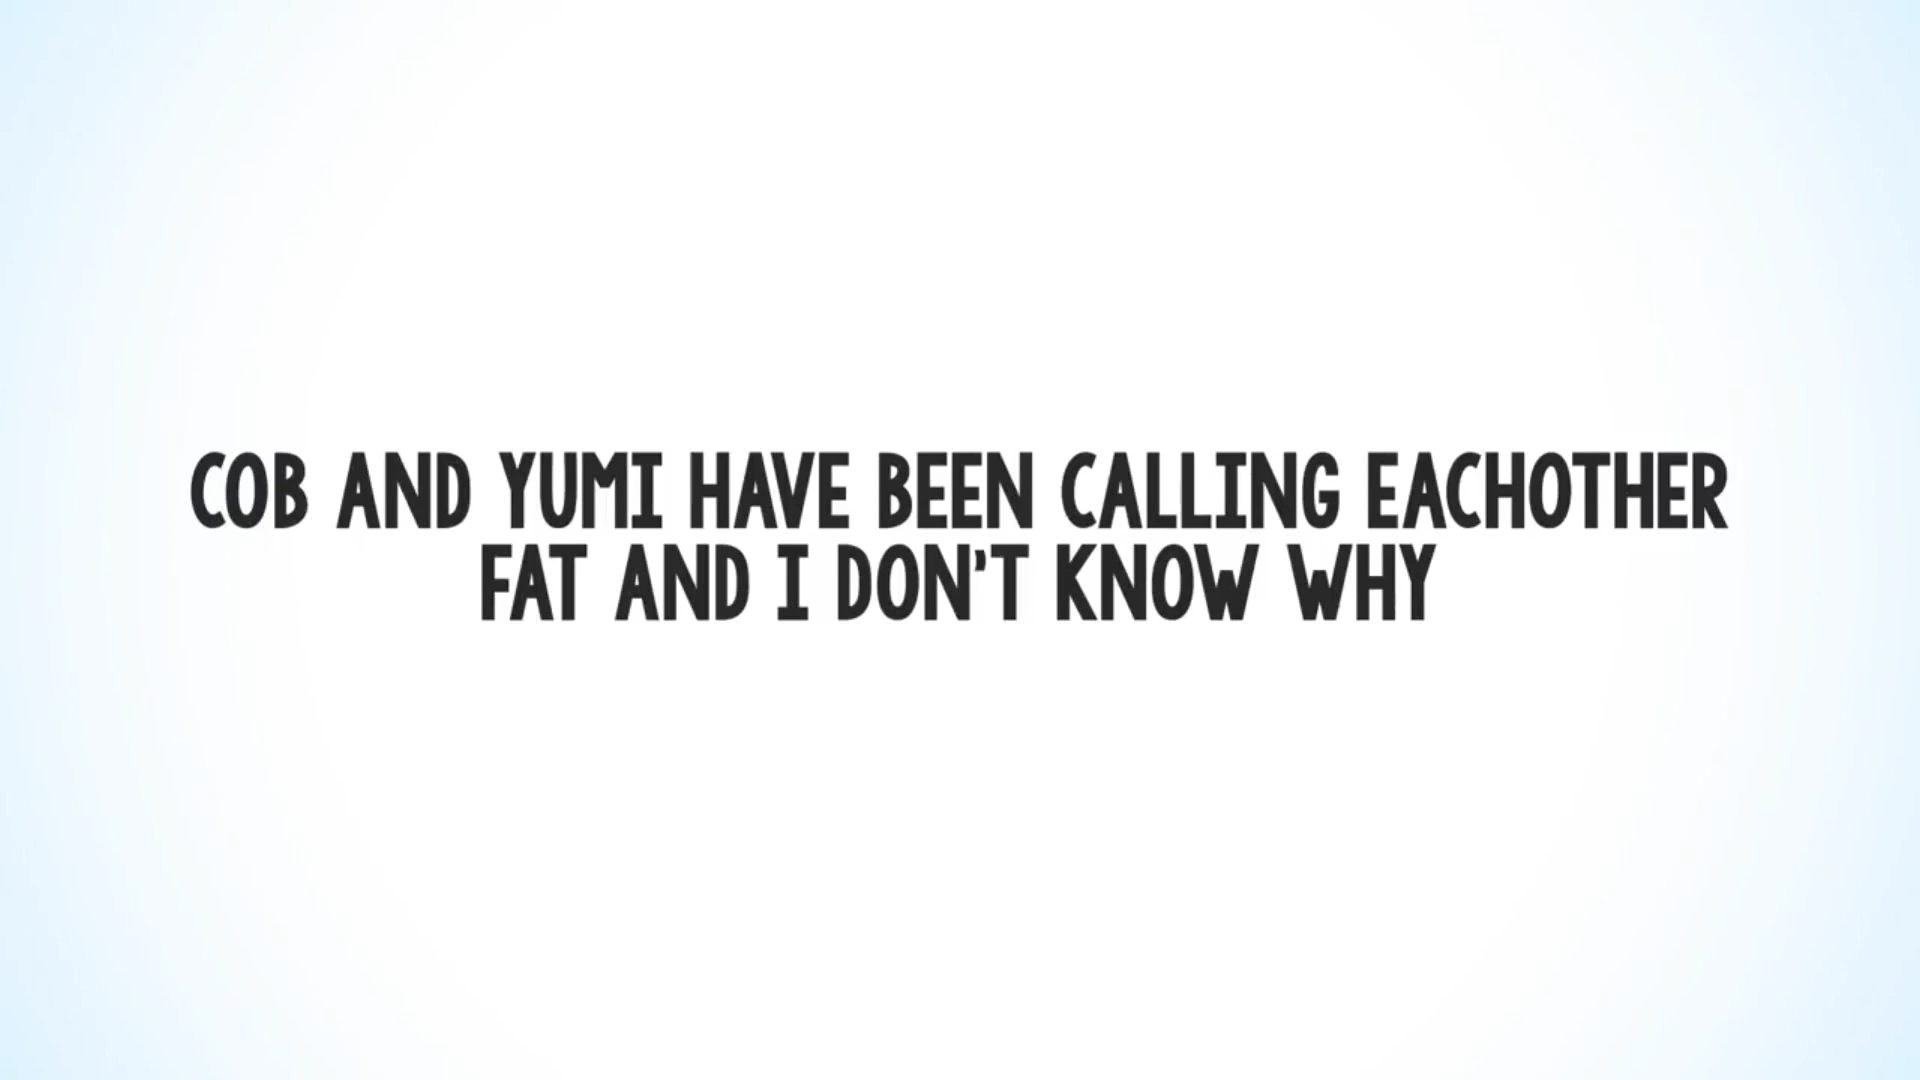 COB AND YUMI HAVE BEEN CALLING EACHOTHER
FAT AND I DON'T KNOW WHY